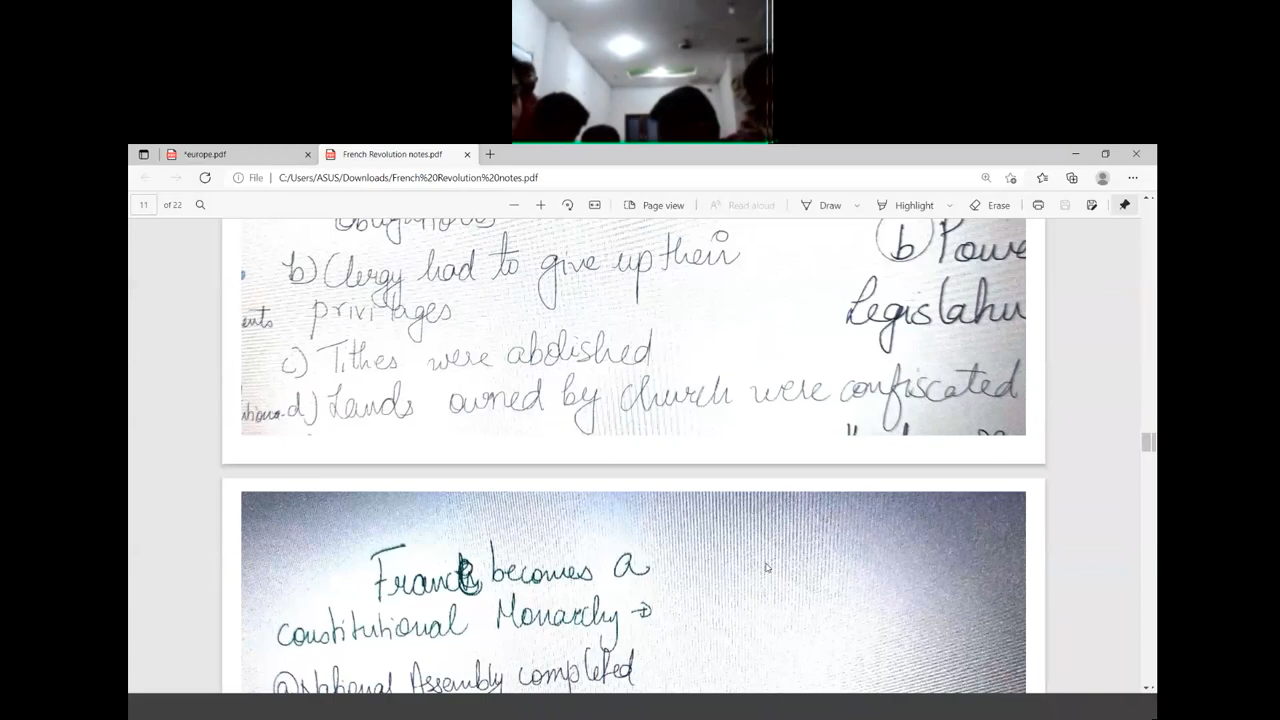 *europe.pdf
French Revolution notes.pdf
File
C:/Users/ASUS/Downloads/French%20Revolution%20notes.pdf
11 of 22
Page view
Read aloud
Draw
Highlight
Erase
b) Clergy had to give up their
privilages
c) Tithes were abolished
d) Lands owned by church were confiscated
(b) Powe
Legislatu
France becomes a
constitutional Monarchy →
(a) National Assembly completed